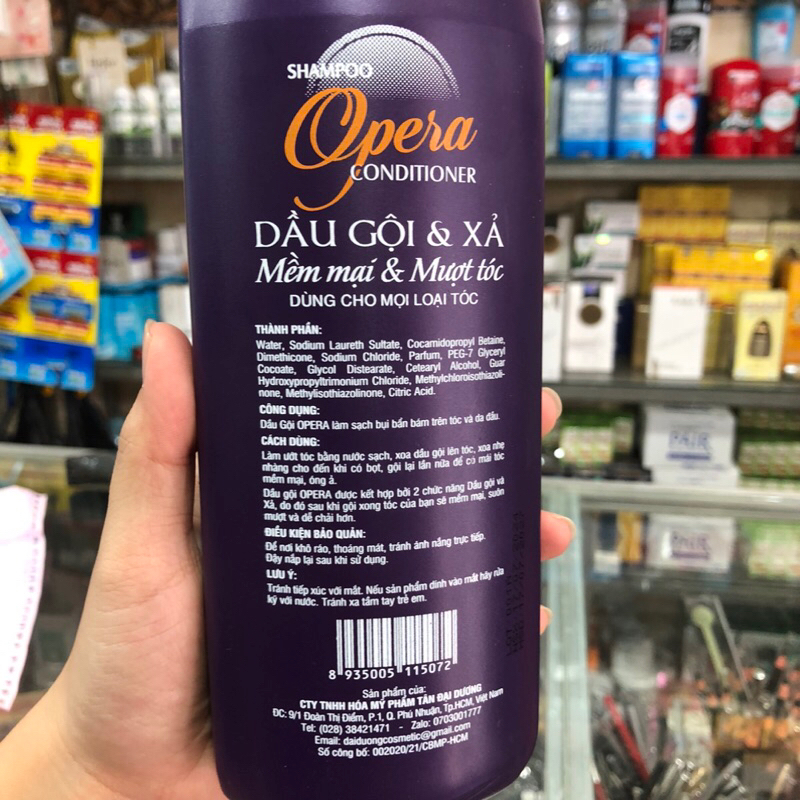 SHAMPOO
Opera
CONDITIONER
DẦU GỘI & XẢ
Mềm mại & Mượt tóc
DÙNG CHO MỌI LOẠI TÓC
THÀNH PHẦN:
Water, Sodium Laureth Sultate, Cocamidopropyl Betaine,
Dimethicone, Sodium Chloride, Parfum, PEG-7 Glyceryl
Cocoate, Glycol Distearate, Cetearyl Alcohol, Guar
Hydroxypropyltrimonium Chloride, Methylchloroisothiazoli-
none, Methylisothiazolinone, Citric Acid.
CÔNG DỤNG:
Dầu Gội OPERA làm sạch bụi bẩn bám trên tóc và da đầu.
CÁCH DÙNG:
Làm ướt tóc bằng nước sạch, xoa dầu gội lên tóc, xoa nhẹ
nhàng cho đến khi có bọt, gội lại lần nữa để có mái tóc
mềm mại, óng ả.
Dầu gội OPERA được kết hợp bởi 2 chức năng Dầu gội và
Xả, do đó sau khi gội xong tóc của bạn sẽ mềm mại, suôn
mượt và dễ chải hơn.
ĐIỀU KIỆN BẢO QUẢN:
Để nơi khô ráo, thoáng mát, tránh ánh nắng trực tiếp.
Đậy nắp lại sau khi sử dụng.
LƯU Ý:
Tránh tiếp xúc với mắt. Nếu sản phẩm dính vào mắt hãy rửa
kỹ với nước. Tránh xa tầm tay trẻ em.
8 935005 115072
Sản phẩm của:
CTY TNHH HÓA MỸ PHẨM TÂN ĐẠI DƯƠNG
ĐC: 9/1 Đoàn Thị Điểm, P.1, Q. Phú Nhuận, Tp.HCM, Việt Nam
Tel: (028) 38421471 - Zalo: 0703001777
Email: daiduongcosmetic@gmail.com
Số công bố: 002020/21/CBMP-HCM
PAIR